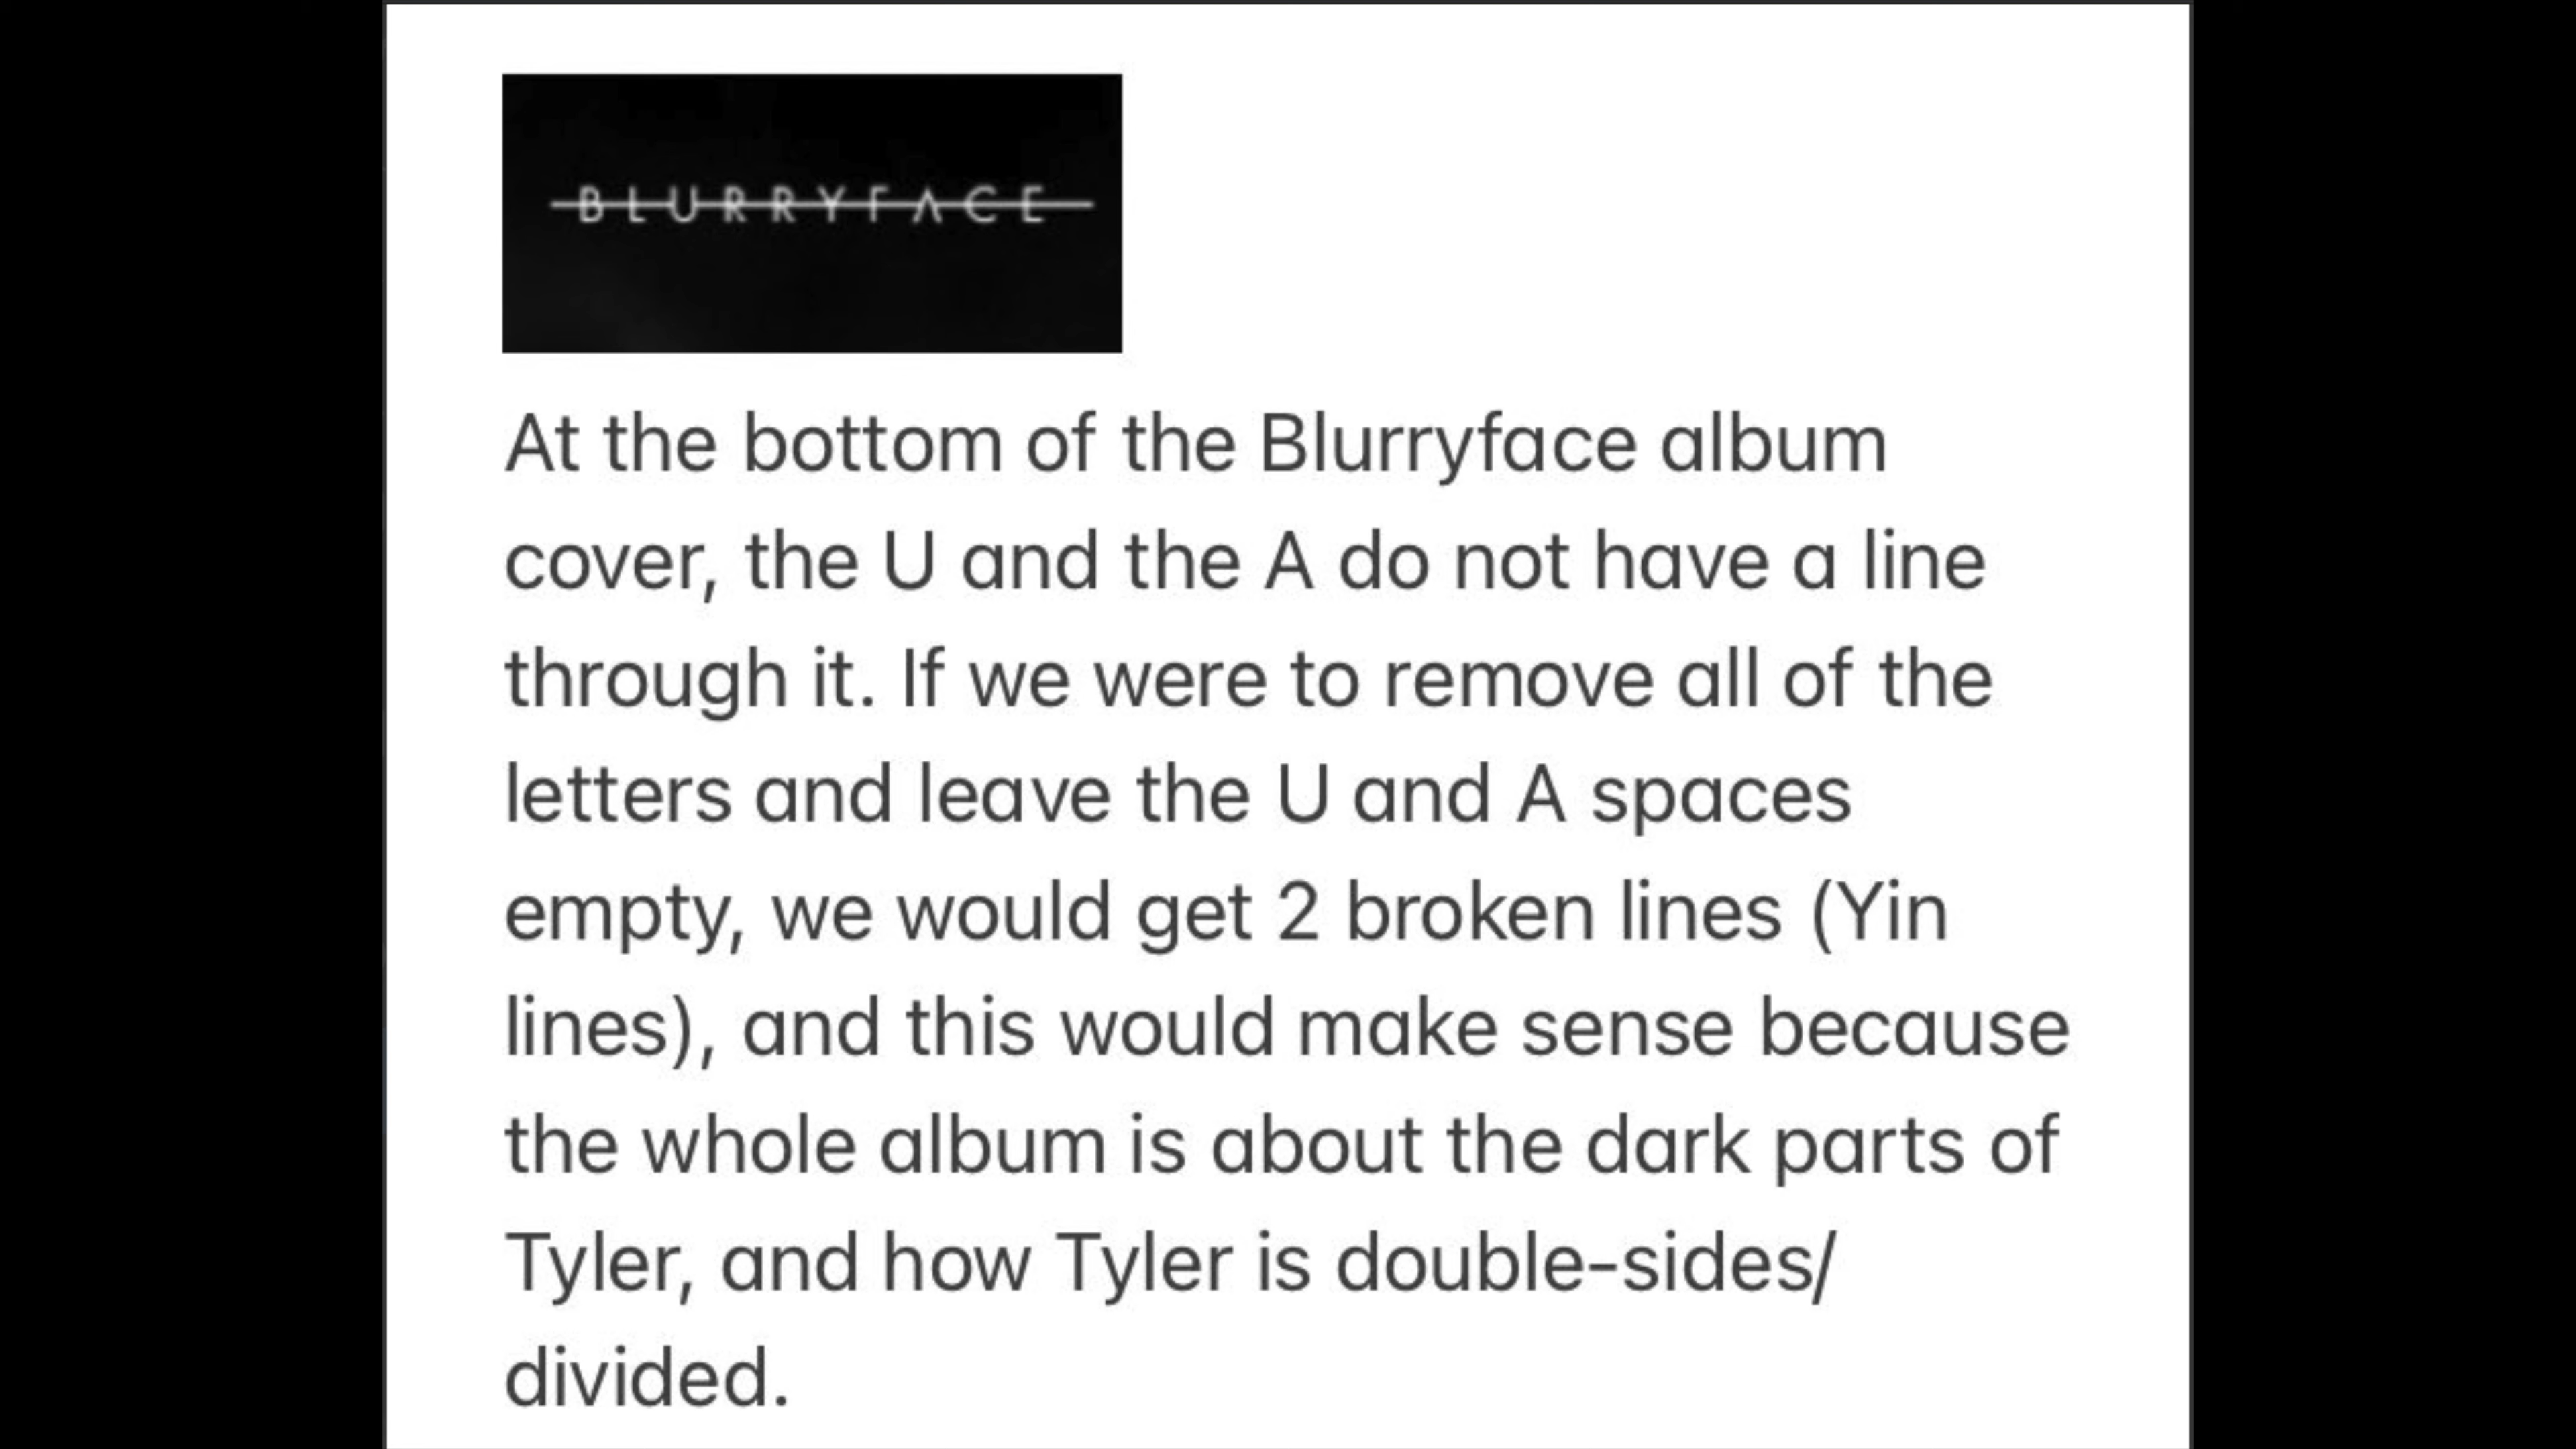 BLURRYFACE
At the bottom of the Blurryface album
cover, the U and the A do not have a line
through it. If we were to remove all of the
letters and leave the U and A spaces
empty, we would get 2 broken lines (Yin
lines), and this would make sense because
the whole album is about the dark parts of
Tyler, and how Tyler is double-sides/
divided.